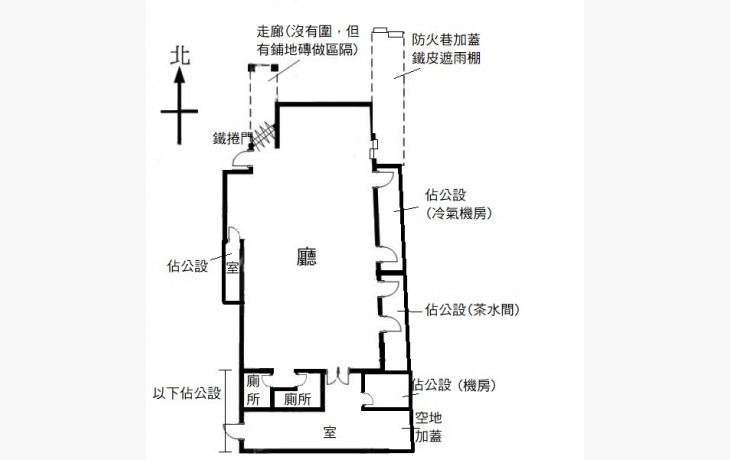 走廊(沒有圍，但
有鋪地磚做區隔)
防火巷加蓋
鐵皮遮雨棚
北
鐵捲門
佔公設
(冷氣機房)
廳
佔公設
室
佔公設(茶水間)
以下佔公設
廁
所
廁所
佔公設(機房)
空地
加蓋
室